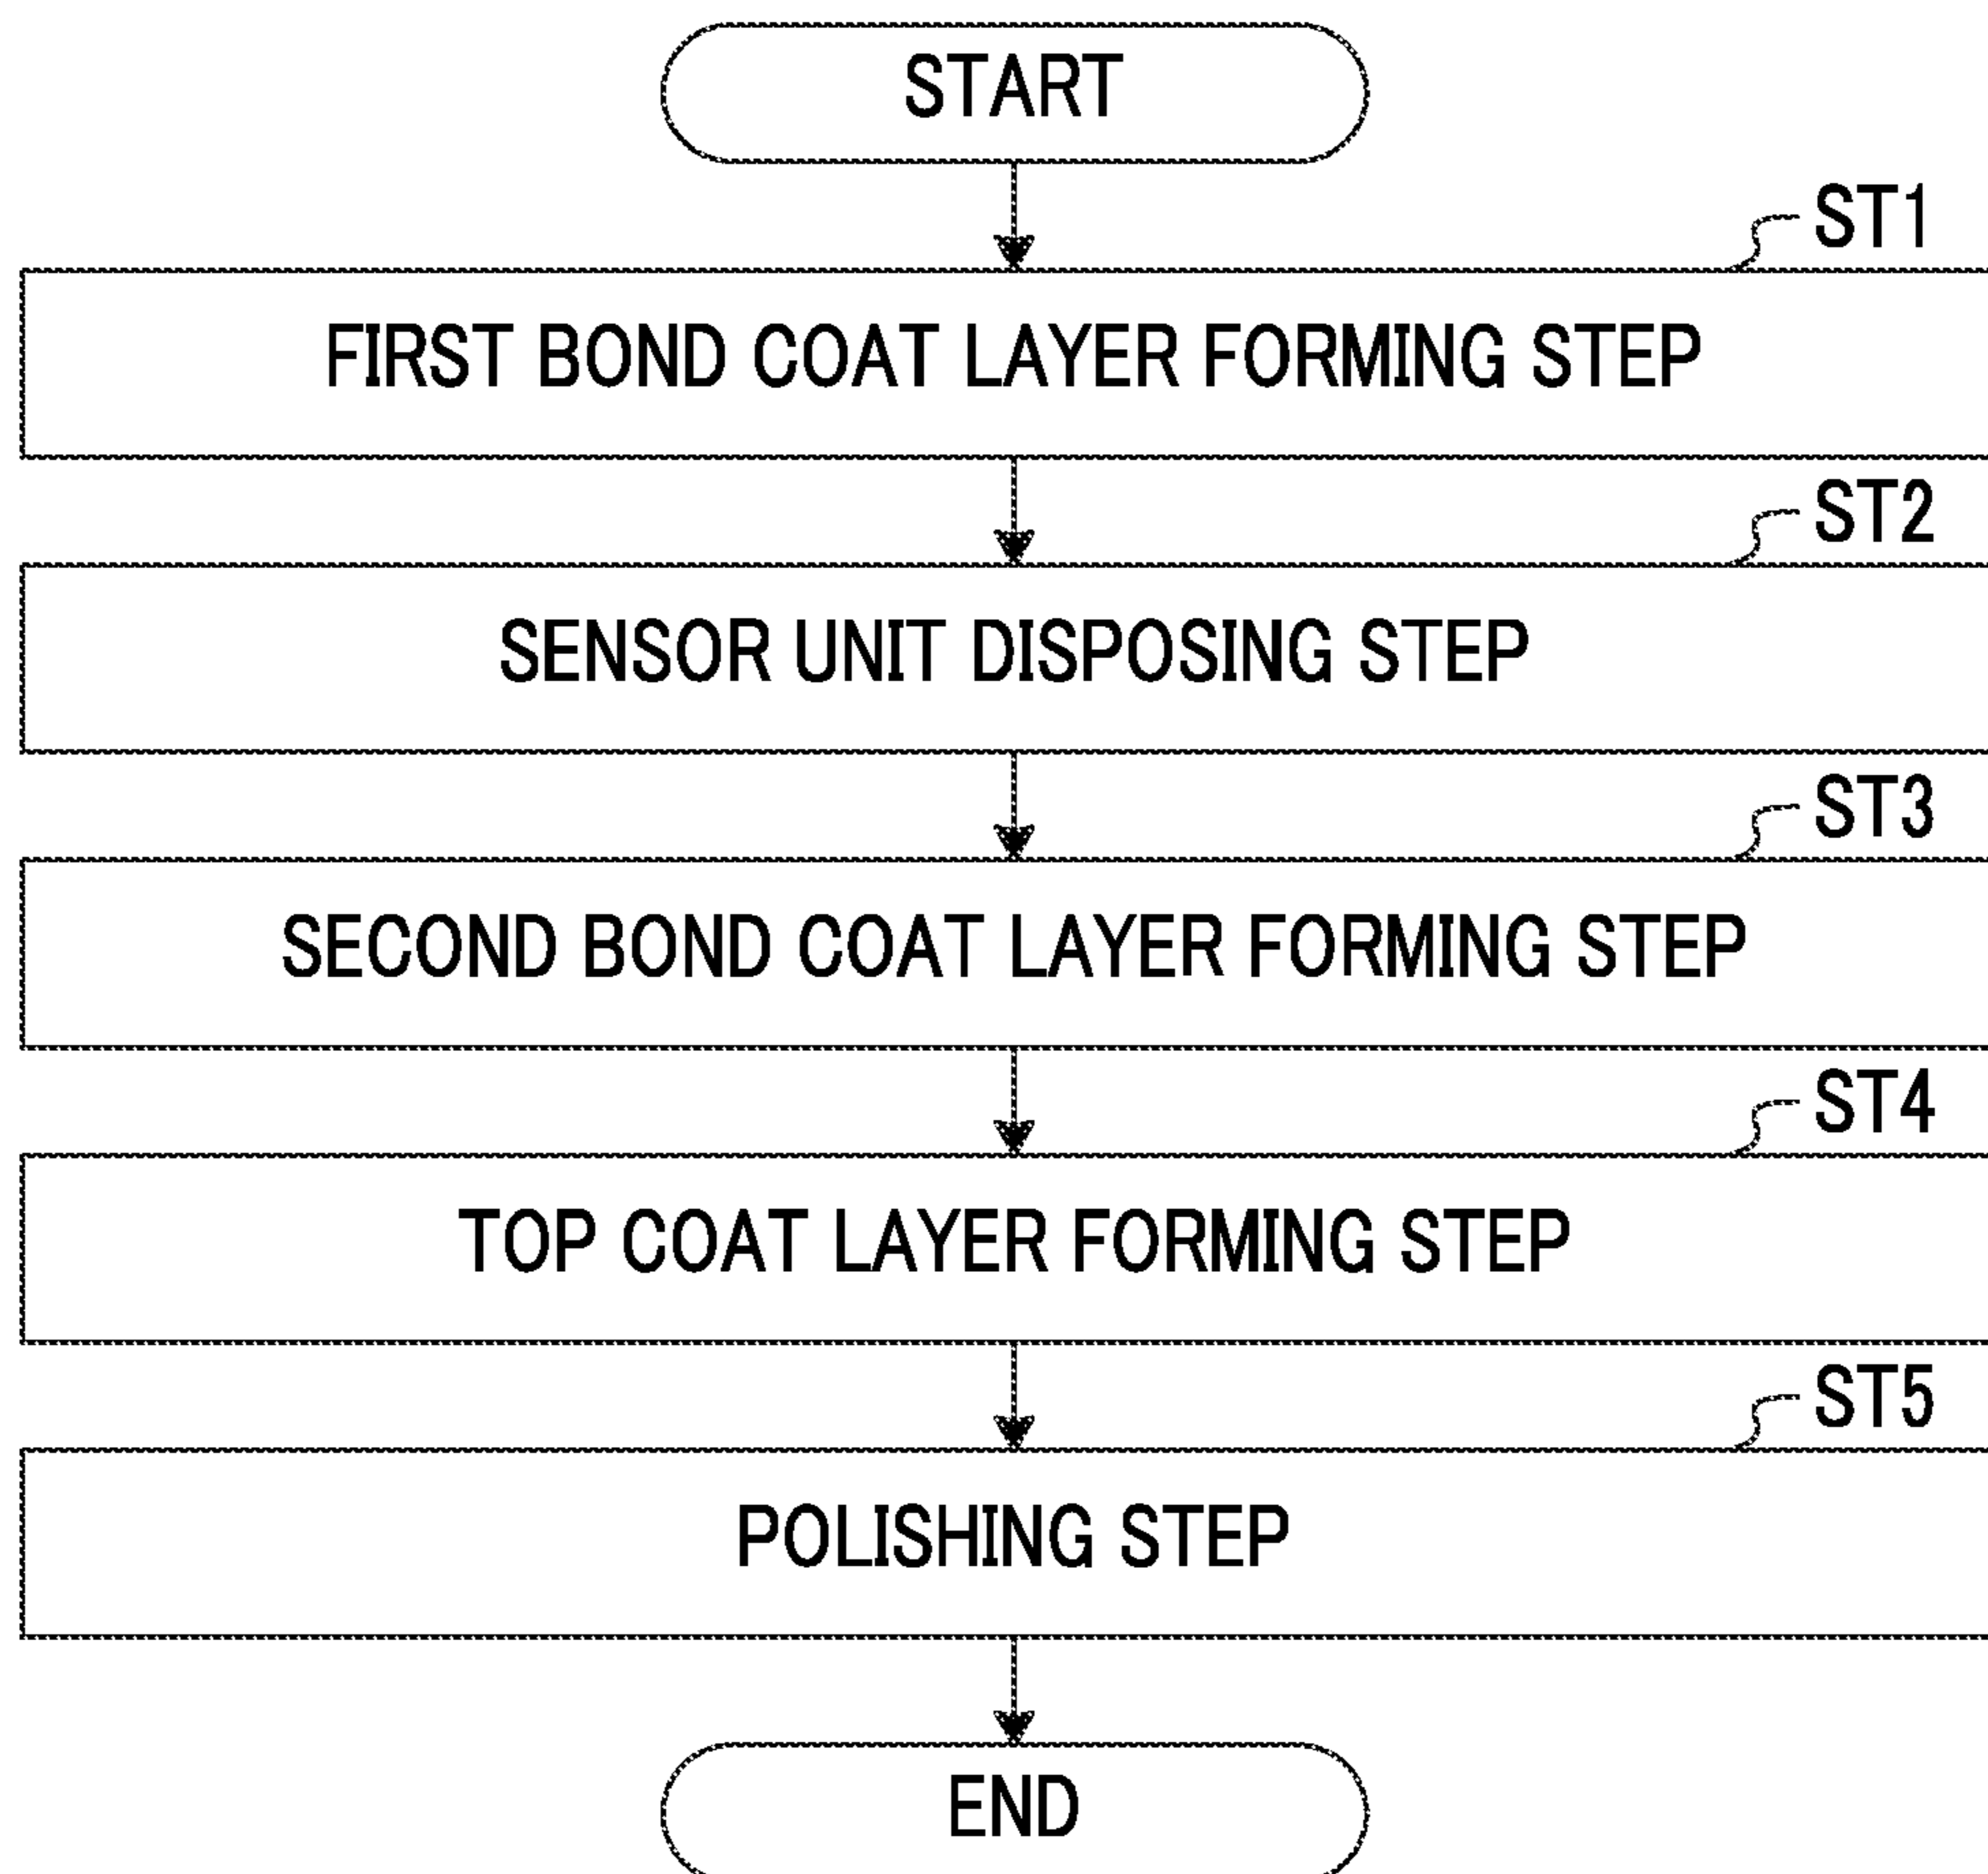 START
ST1
FIRST BOND COAT LAYER FORMING STEP
ST2
SENSOR UNIT DISPOSING STEP
ST3
SECOND BOND COAT LAYER FORMING STEP
ST4
TOP COAT LAYER FORMING STEP
ST5
POLISHING STEP
END